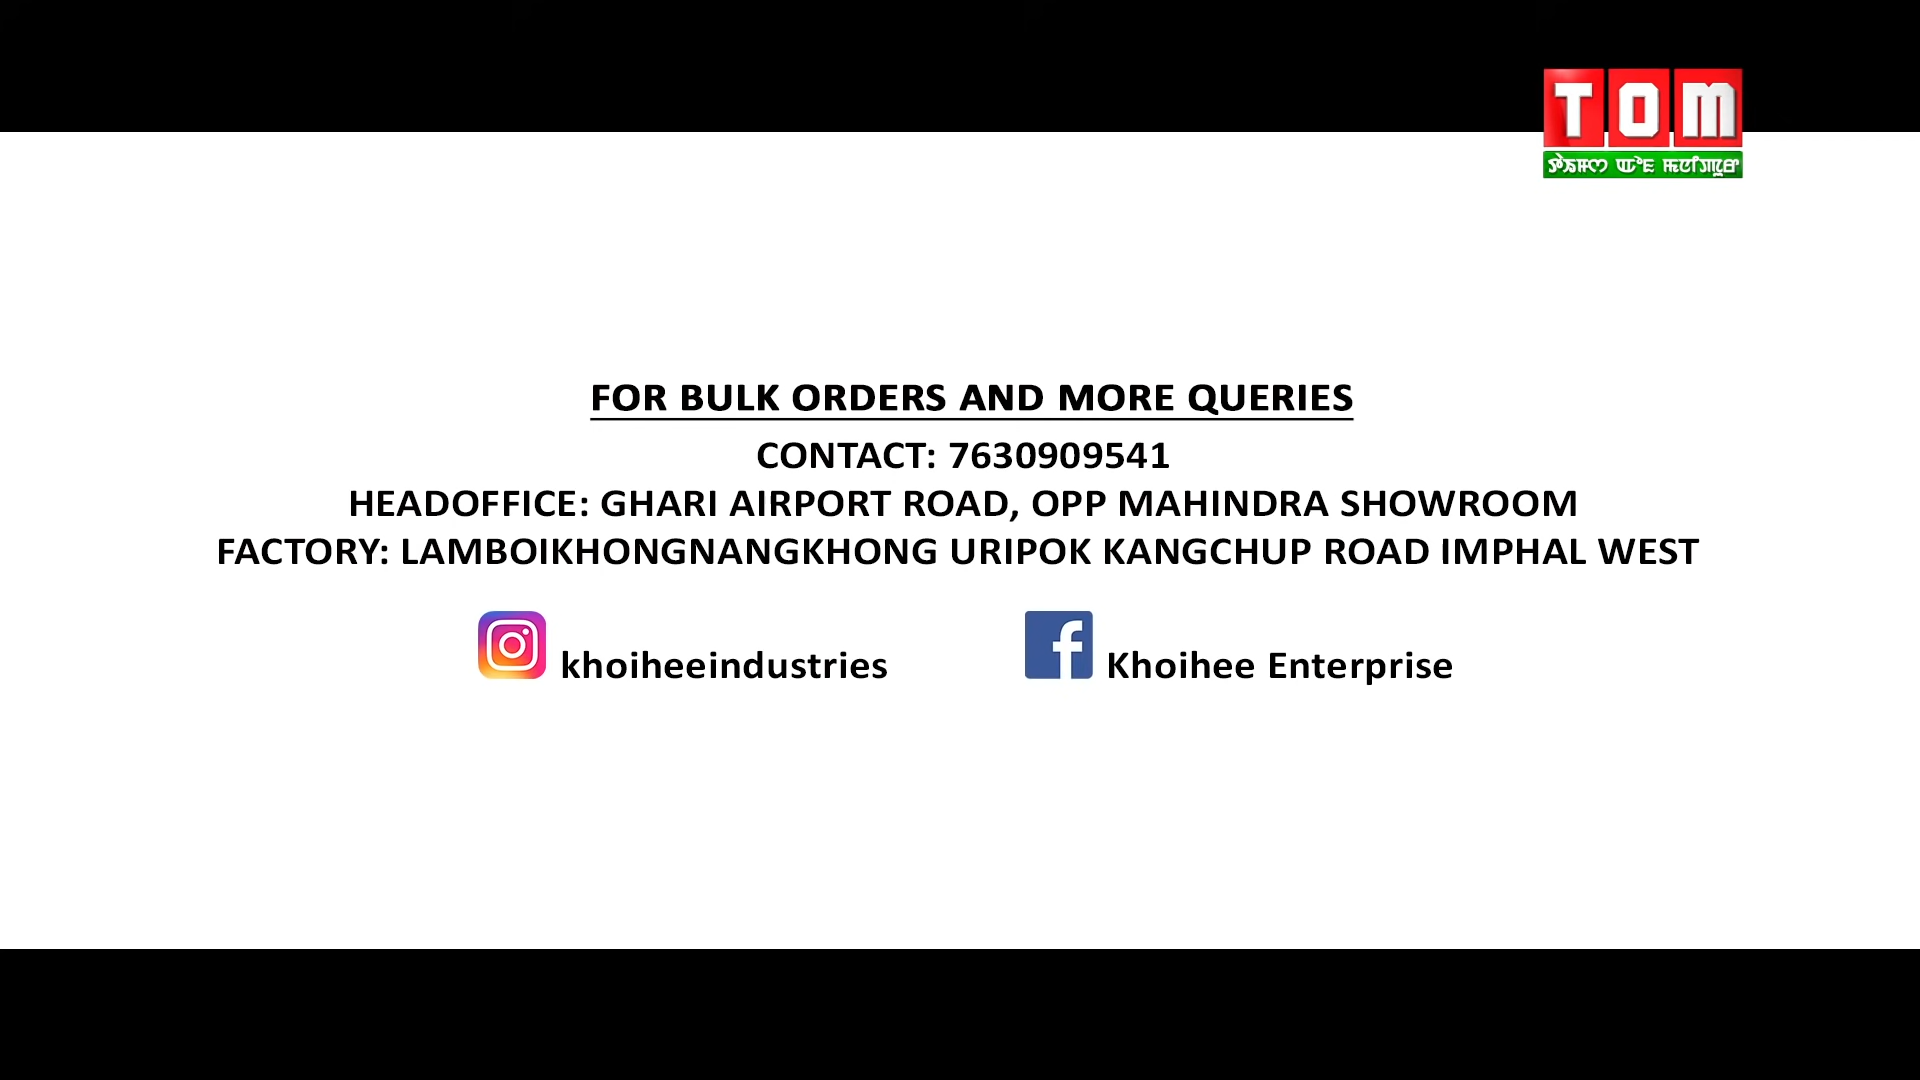 TOM
FOR BULK ORDERS AND MORE QUERIES
CONTACT: 7630909541
HEADOFFICE: GHARI AIRPORT ROAD, OPP MAHINDRA SHOWROOM
FACTORY: LAMBOIKHONGNANGKHONG URIPOK KANGCHUP ROAD IMPHAL WEST
khoiheeindustries
Khoihee Enterprise